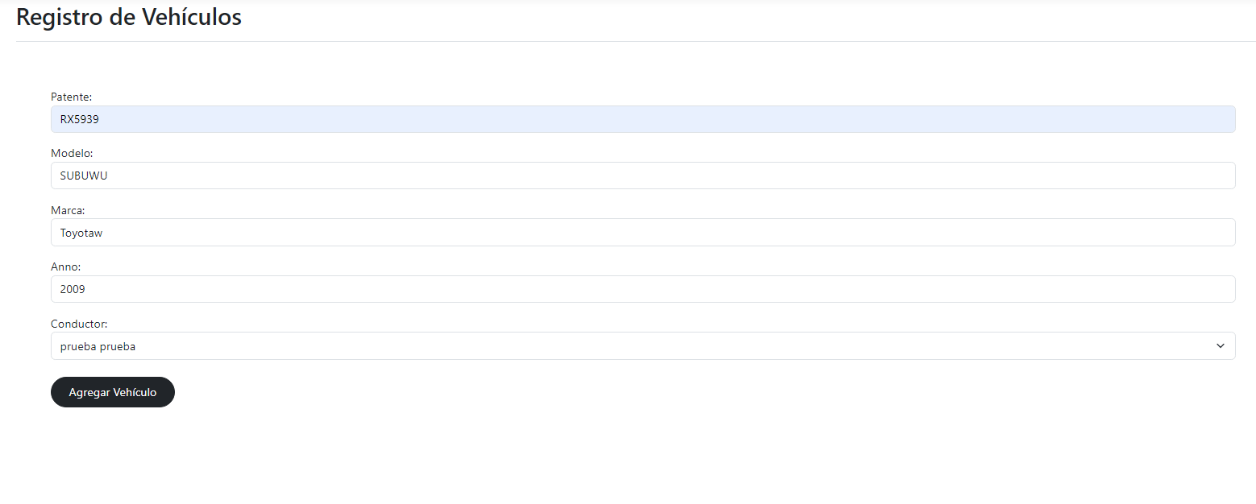 Registro de Vehículos
Patente:
RX5939
Modelo:
SUBUWU
Marca:
Toyotaw
Anno:
2009
Conductor:
prueba prueba
Agregar Vehículo